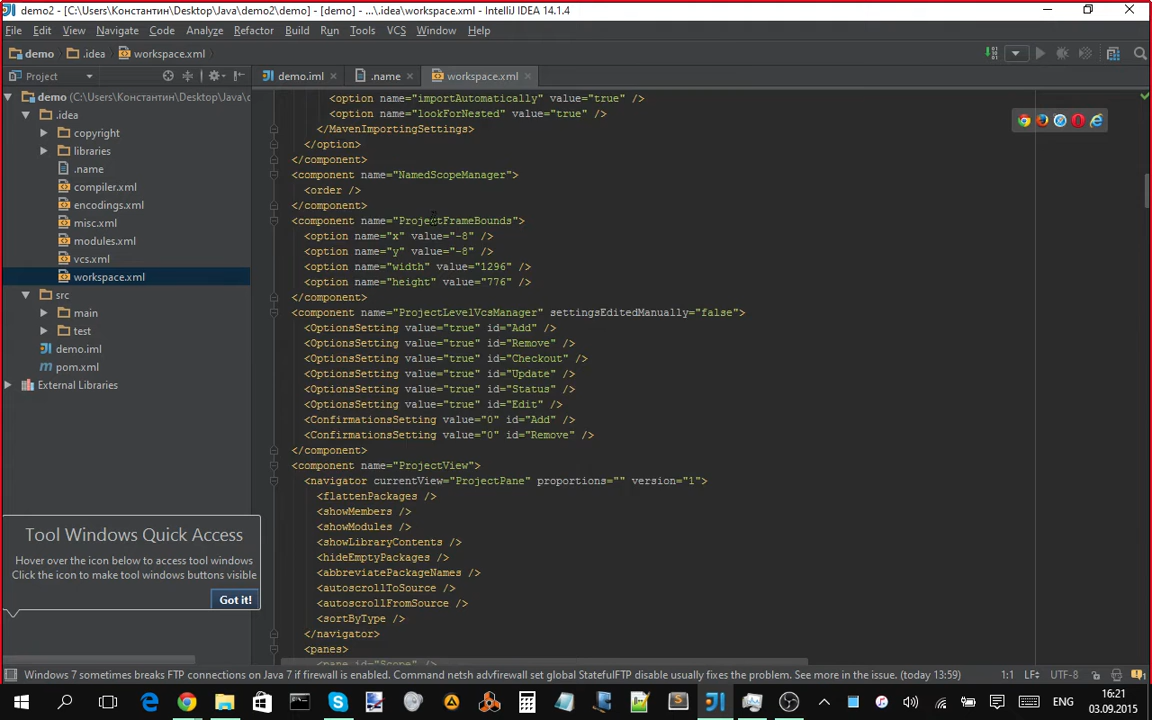 demo2 - [C:\Users\Константин\Desktop\Java\demo2\demo] - [demo] - ...\.idea\workspace.xml - IntelliJ IDEA 14.1.4
File Edit View Navigate Code Analyze Refactor Build Run Tools VCS Window Help
demo .idea workspace.xml
Project
demo.iml .name workspace.xml
demo (C:\Users\Константин\Desktop\Java\d
.idea
copyright
libraries
.name
compiler.xml
encodings.xml
misc.xml
modules.xml
vcs.xml
workspace.xml
src
main
test
demo.iml
pom.xml
External Libraries
<option name="importAutomatically" value="true" />
<option name="lookForNested" value="true" />
</MavenImportingSettings>
</option>
</component>
<component name="NamedScopeManager">
<order />
</component>
<component name="ProjectFrameBounds">
<option name="x" value="-8" />
<option name="y" value="-8" />
<option name="width" value="1296" />
<option name="height" value="776" />
</component>
<component name="ProjectLevelVcsManager" settingsEditedManually="false">
<OptionsSetting value="true" id="Add" />
<OptionsSetting value="true" id="Remove" />
<OptionsSetting value="true" id="Checkout" />
<OptionsSetting value="true" id="Update" />
<OptionsSetting value="true" id="Status" />
<OptionsSetting value="true" id="Edit" />
<ConfirmationsSetting value="0" id="Add" />
<ConfirmationsSetting value="0" id="Remove" />
</component>
<component name="ProjectView">
<navigator currentView="ProjectPane" proportions="" version="1">
<flattenPackages />
<showMembers />
<showModules />
<showLibraryContents />
<hideEmptyPackages />
<abbreviatePackageNames />
<autoscrollToSource />
<autoscrollFromSource />
<sortByType />
</navigator>
<panes>
<name id="Scope" />
Tool Windows Quick Access
Hover over the icon below to access tool windows
Click the icon to make tool windows buttons visible
Got it!
Windows 7 sometimes breaks FTP connections on Java 7 if firewall is enabled. Command netsh advfirewall set global StatefulFTP disable usually fixes the problem. See more in the issue. (today 13:59) 1:1 LF÷ UTF-8
ENG
16:21
03.09.2015